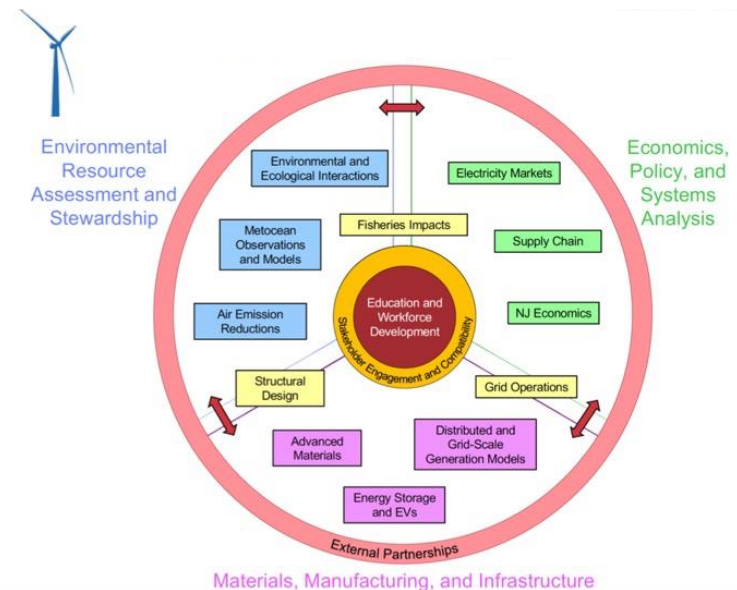 Environmental
Resource
Assessment and
Stewardship
Economics,
Policy, and
Systems
Analysis
Environmental and
Ecological Interactions
Electricity Markets
Fisheries Impacts
Metocean
Observations
and Models
Supply Chain
Air Emission
Reductions
Education and
Workforce
Development
NJ Economics
Stakeholder Engagement and Compatibility
Structural
Design
Grid Operations
Advanced
Materials
Distributed and
Grid-Scale
Generation Models
Energy Storage
and EVs
External Partnerships
Materials, Manufacturing, and Infrastructure